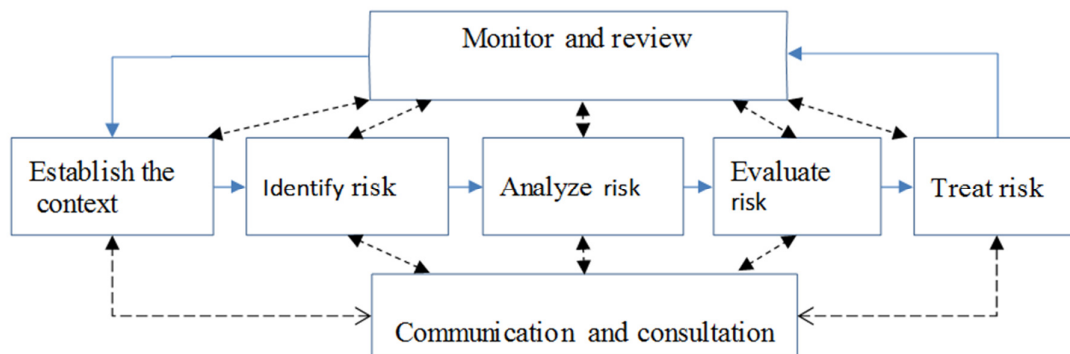 Monitor and review
Establish the
context
Identify risk
Analyze risk
Evaluate
risk
Treat risk
Communication and consultation